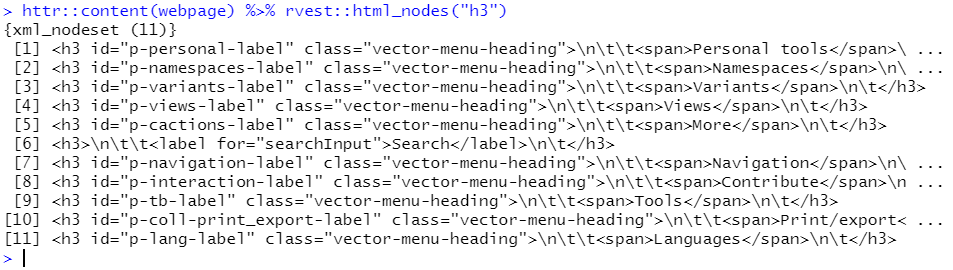 > httr::content(webpage) %>% rvest::html_nodes("h3")
{xml_nodeset (11)}
 [1] <h3 id="p-personal-label" class="vector-menu-heading">\n\t\t<span>Personal tools</span>\ ...
 [2] <h3 id="p-namespaces-label" class="vector-menu-heading">\n\t\t<span>Namespaces</span>\n\ ...
 [3] <h3 id="p-variants-label" class="vector-menu-heading">\n\t\t<span>Variants</span>\n\t</h3>
 [4] <h3 id="p-views-label" class="vector-menu-heading">\n\t\t<span>Views</span>\n\t</h3>
 [5] <h3 id="p-cactions-label" class="vector-menu-heading">\n\t\t<span>More</span>\n\t</h3>
 [6] <h3>\n\t\t<label for="searchInput">Search</label>\n\t</h3>
 [7] <h3 id="p-navigation-label" class="vector-menu-heading">\n\t\t<span>Navigation</span>\n\ ...
 [8] <h3 id="p-interaction-label" class="vector-menu-heading">\n\t\t<span>Contribute</span>\n ...
 [9] <h3 id="p-tb-label" class="vector-menu-heading">\n\t\t<span>Tools</span>\n\t</h3>
[10] <h3 id="p-coll-print_export-label" class="vector-menu-heading">\n\t\t<span>Print/export< ...
[11] <h3 id="p-lang-label" class="vector-menu-heading">\n\t\t<span>Languages</span>\n\t</h3>
>